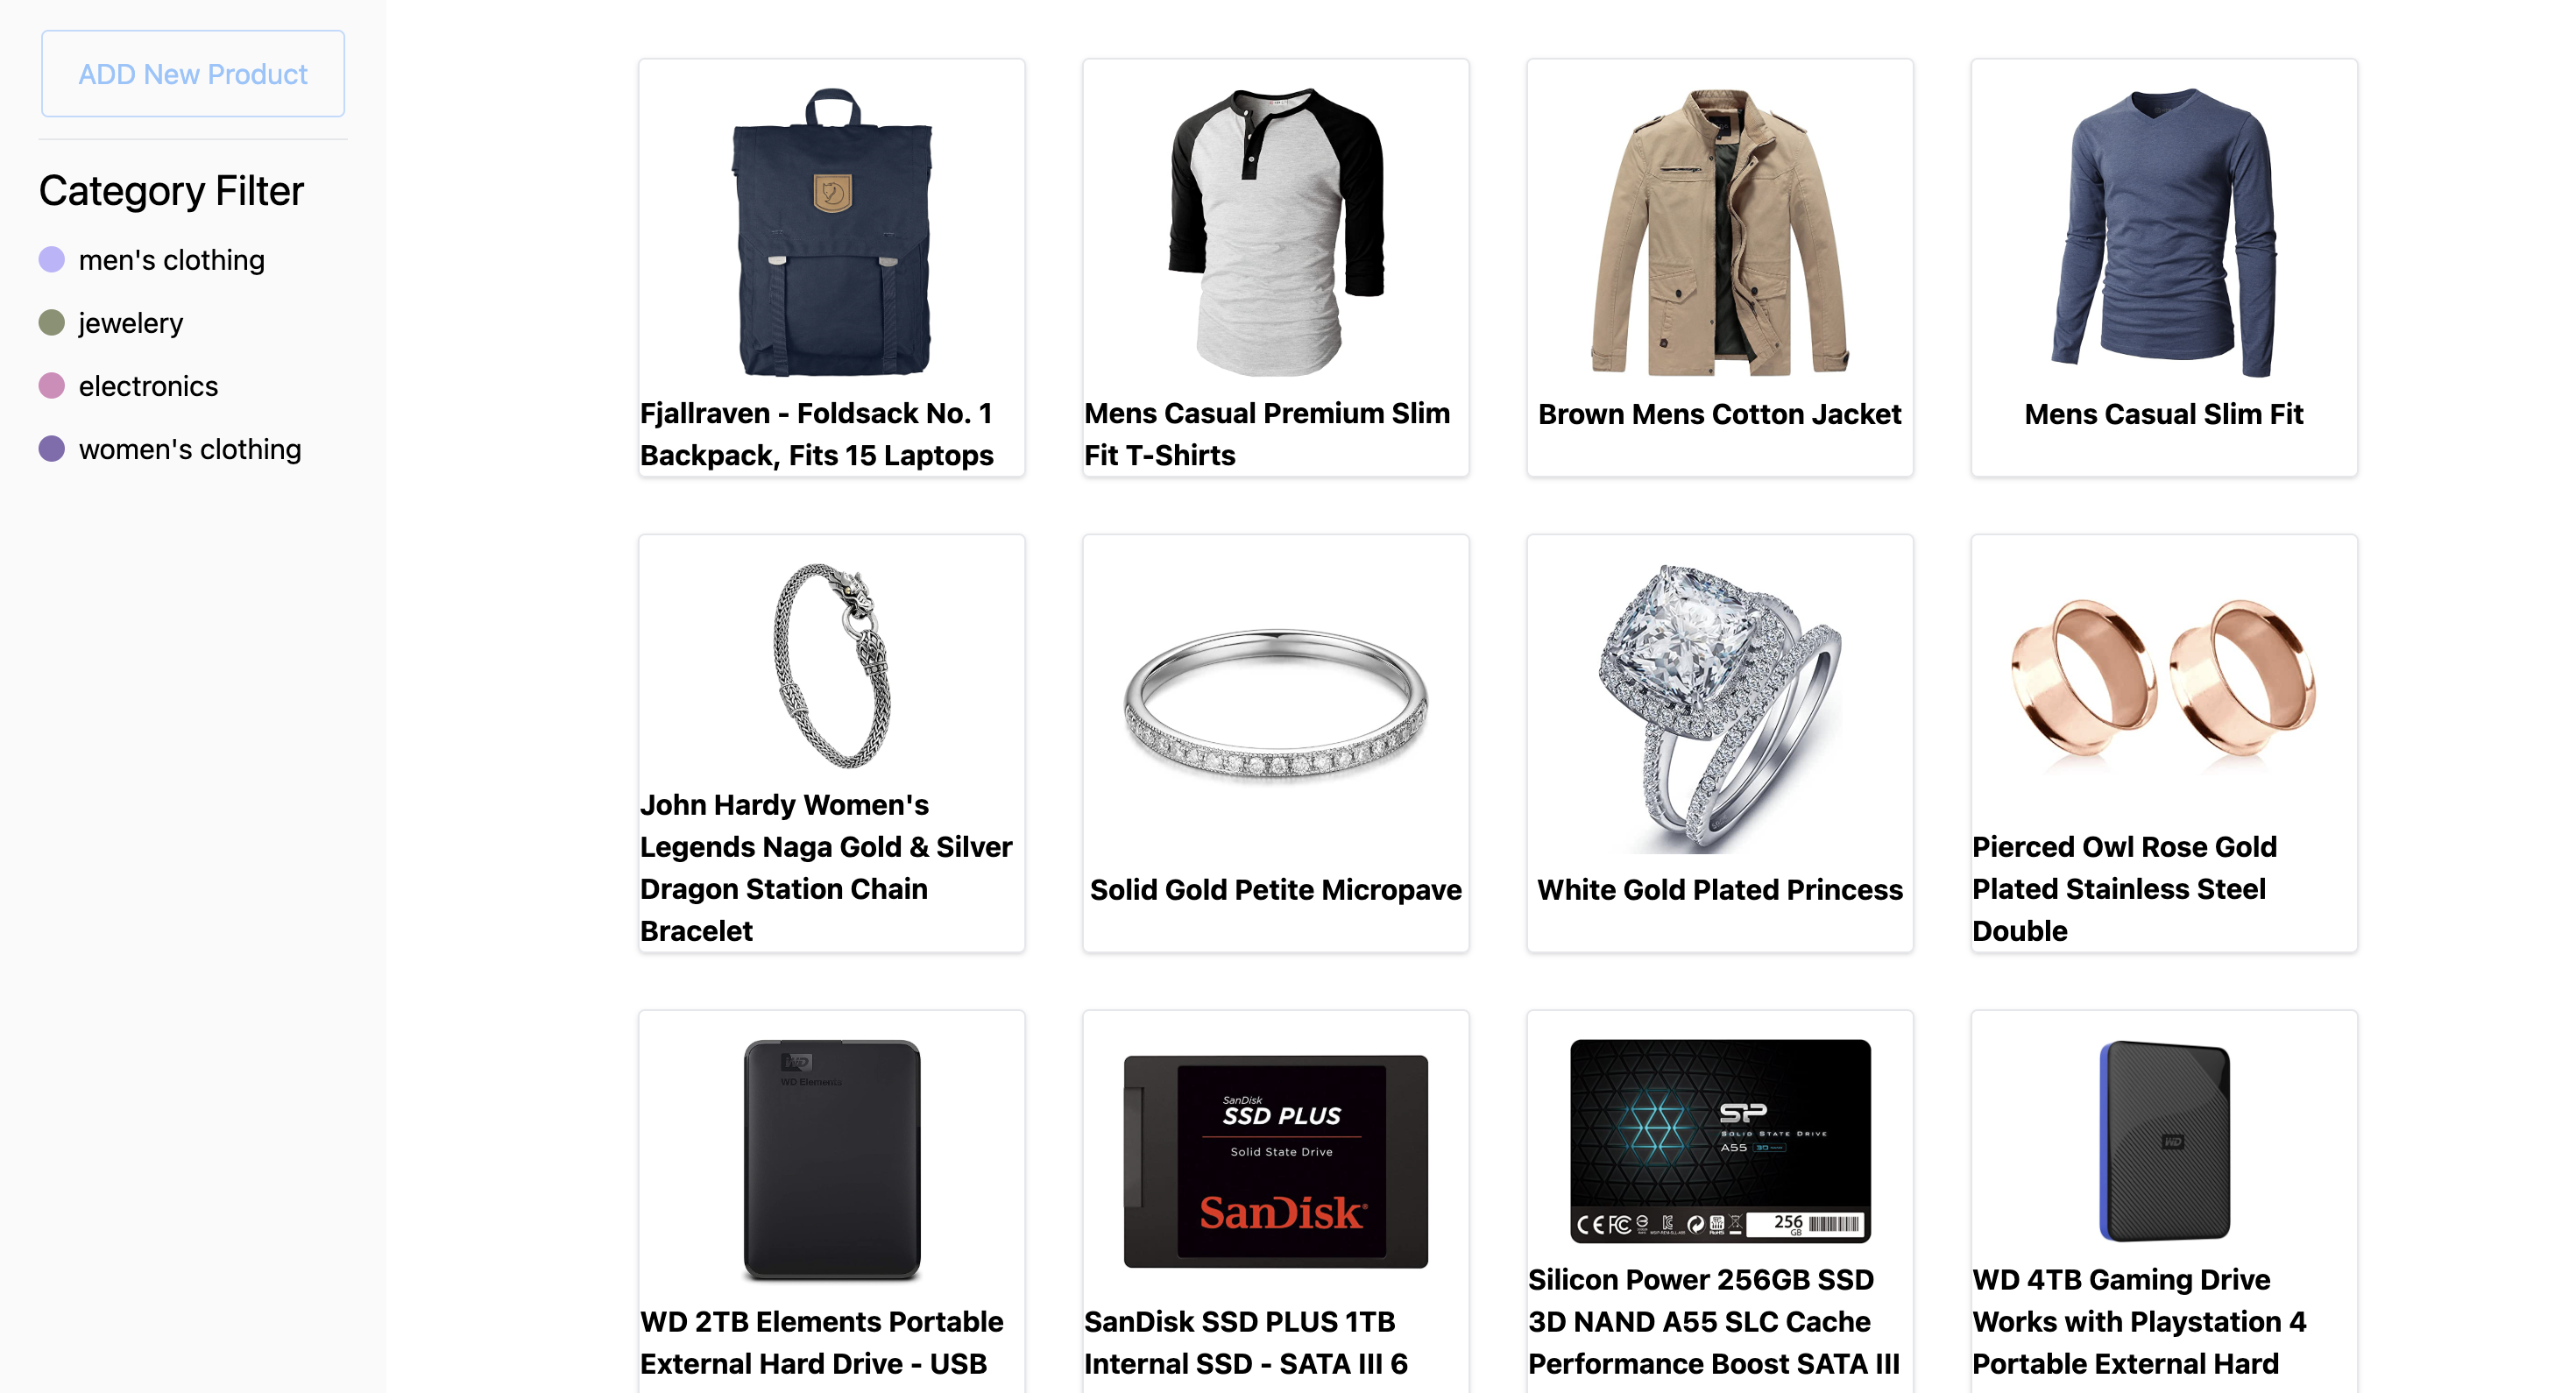 ADD New Product
Category Filter
men's clothing
jewelery
electronics
women's clothing
Fjallraven - Foldsack No. 1
Backpack, Fits 15 Laptops
Mens Casual Premium Slim
Fit T-Shirts
Brown Mens Cotton Jacket
Mens Casual Slim Fit
John Hardy Women's
Legends Naga Gold & Silver
Dragon Station Chain
Bracelet
Solid Gold Petite Micropave
White Gold Plated Princess
Pierced Owl Rose Gold
Plated Stainless Steel
Double
WD
WD Elements
WD 2TB Elements Portable
External Hard Drive - USB
SanDisk
SSD PLUS
Solid State Drive
SanDisk
SanDisk SSD PLUS 1TB
Internal SSD - SATA III 6
SP
SOLID STATE DRIVE
A55
CE FC
256
GB
Silicon Power 256GB SSD
3D NAND A55 SLC Cache
Performance Boost SATA III
WD
WD 4TB Gaming Drive
Works with Playstation 4
Portable External Hard